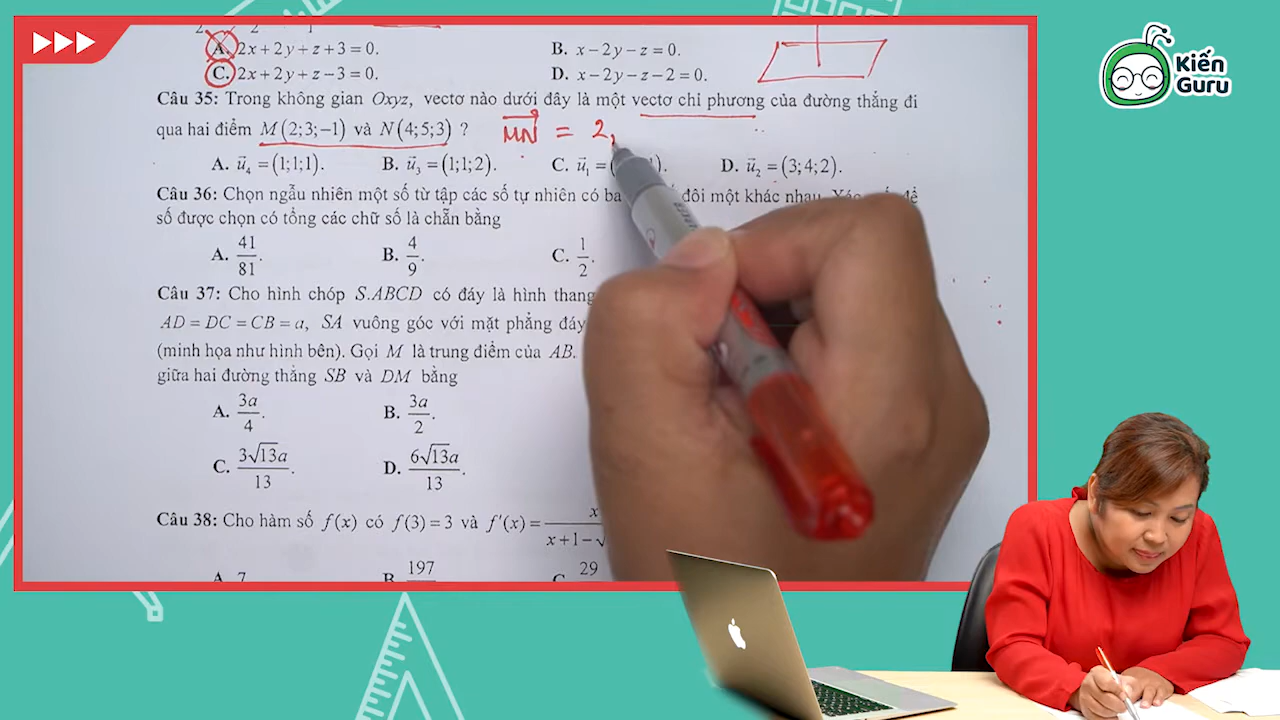 A. 2x + 2y + z + 3 = 0. B. x − 2y − z = 0.
C. 2x + 2y + z − 3 = 0. D. x − 2y − z − 2 = 0.
Câu 35: Trong không gian Oxyz, vectơ nào dưới đây là một vectơ chỉ phương của đường thẳng đi
qua hai điểm M(2;3;−1) và N(4;5;3) ? MN = 2,
A. u₄ = (1;1;1). B. u₃ = (1;1;2). C. u₁ = ( D. u₂ = (3;4;2).
Câu 36: Chọn ngẫu nhiên một số từ tập các số tự nhiên có ba đôi một khác nhau.
số được chọn có tổng các chữ số là chẵn bằng
A. 41/81. B. 4/9. C. 1/2.
Câu 37: Cho hình chóp S.ABCD có đáy là hình thang
AD = DC = CB = a, SA vuông góc với mặt phẳng đáy
(minh họa như hình bên). Gọi M là trung điểm của AB.
giữa hai đường thẳng SB và DM bằng
A. 3a/4. B. 3a/2.
C. 3√13a/13. D. 6√13a/13.
Câu 38: Cho hàm số f(x) có f(3) = 3 và f'(x) = x/x+1−√
A. 7 B. 197 C. 29
Kiến
Guru